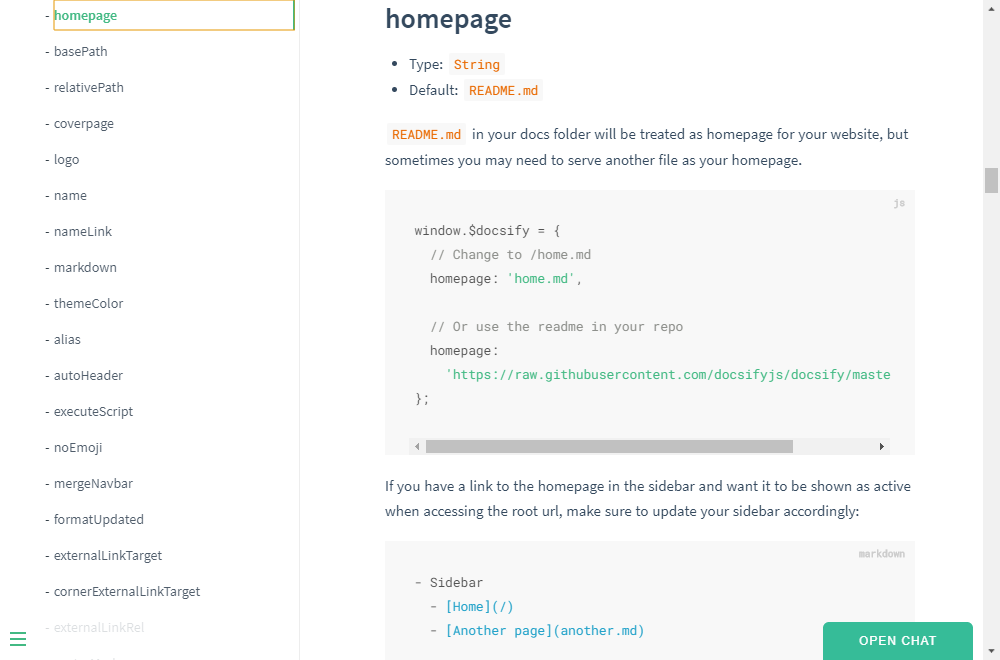 - homepage
- basePath
- relativePath
- coverpage
- logo
- name
- nameLink
- markdown
- themeColor
- alias
- autoHeader
- executeScript
- noEmoji
- mergeNavbar
- formatUpdated
- externalLinkTarget
- cornerExternalLinkTarget
- externalLinkRel
homepage
• Type: String
• Default: README.md
README.md in your docs folder will be treated as homepage for your website, but
sometimes you may need to serve another file as your homepage.
js
window.$docsify = {
  // Change to /home.md
  homepage: 'home.md',
  // Or use the readme in your repo
  homepage:
    'https://raw.githubusercontent.com/docsifyjs/docsify/maste
};
If you have a link to the homepage in the sidebar and want it to be shown as active
when accessing the root url, make sure to update your sidebar accordingly:
markdown
- Sidebar
  - [Home](/)
  - [Another page](another.md)
OPEN CHAT